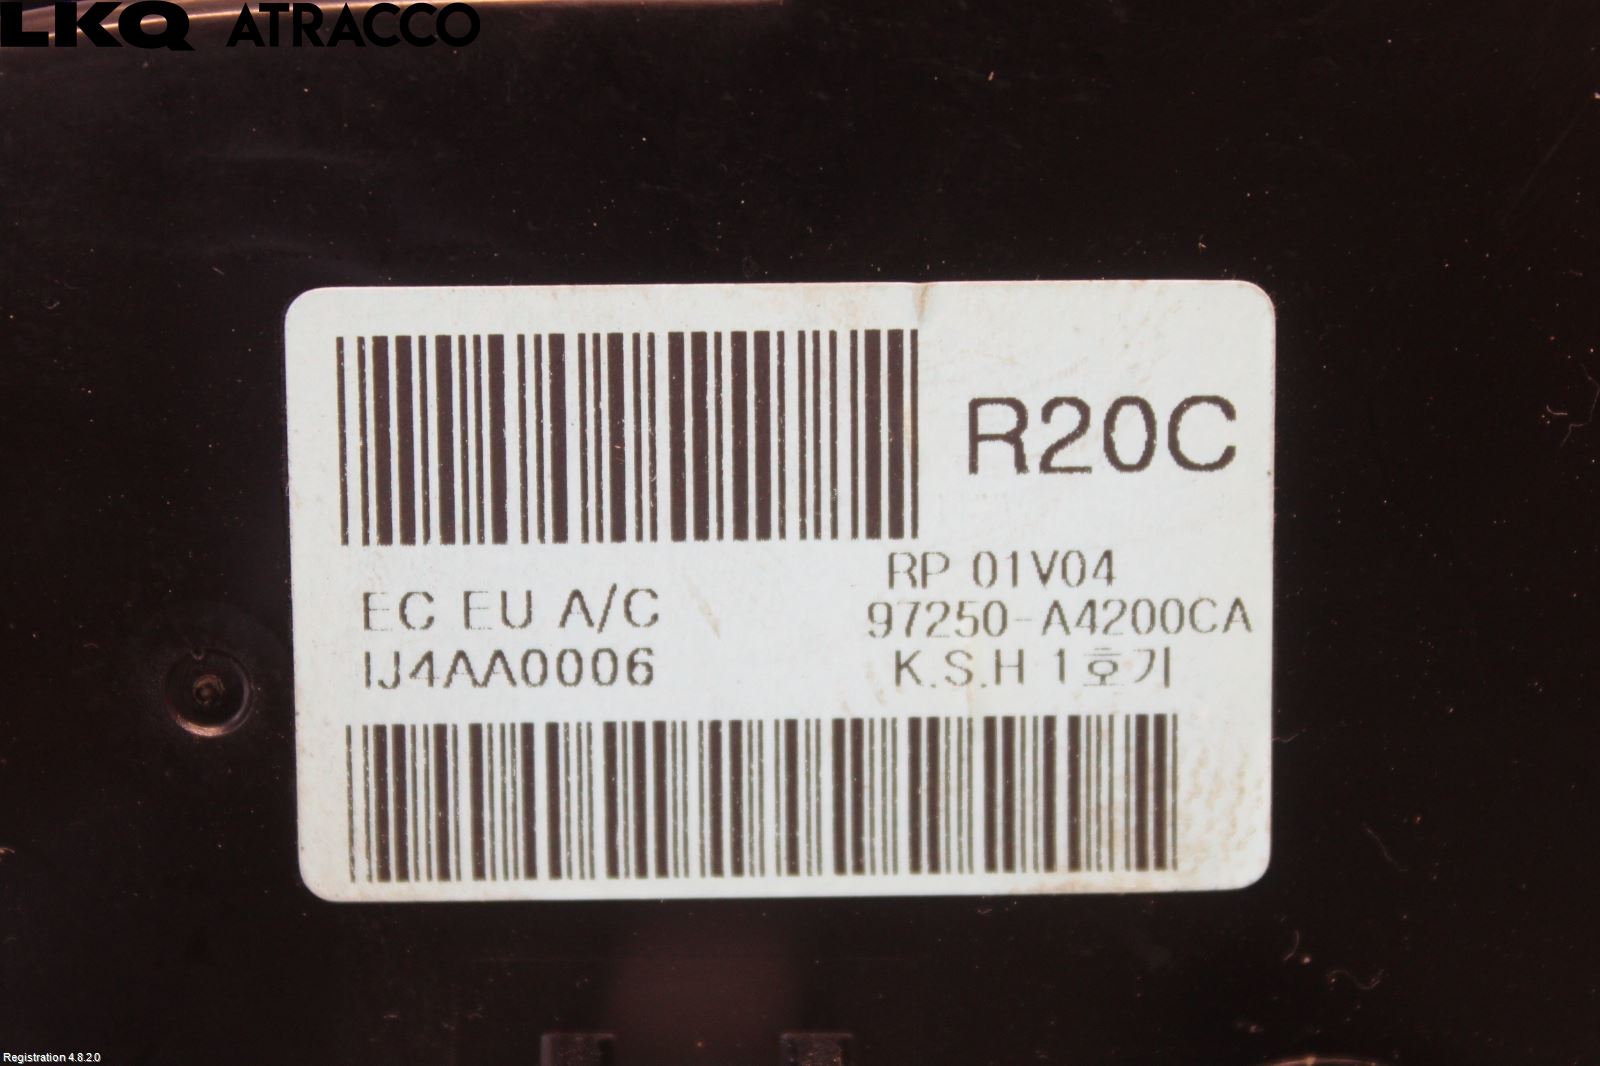 LKQ ATRACCO
R20C
RP 01V04
EC EU A/C
97250-A4200CA
IJ4AA0006
K.S.H 1호기
Registration 4.8.2.0